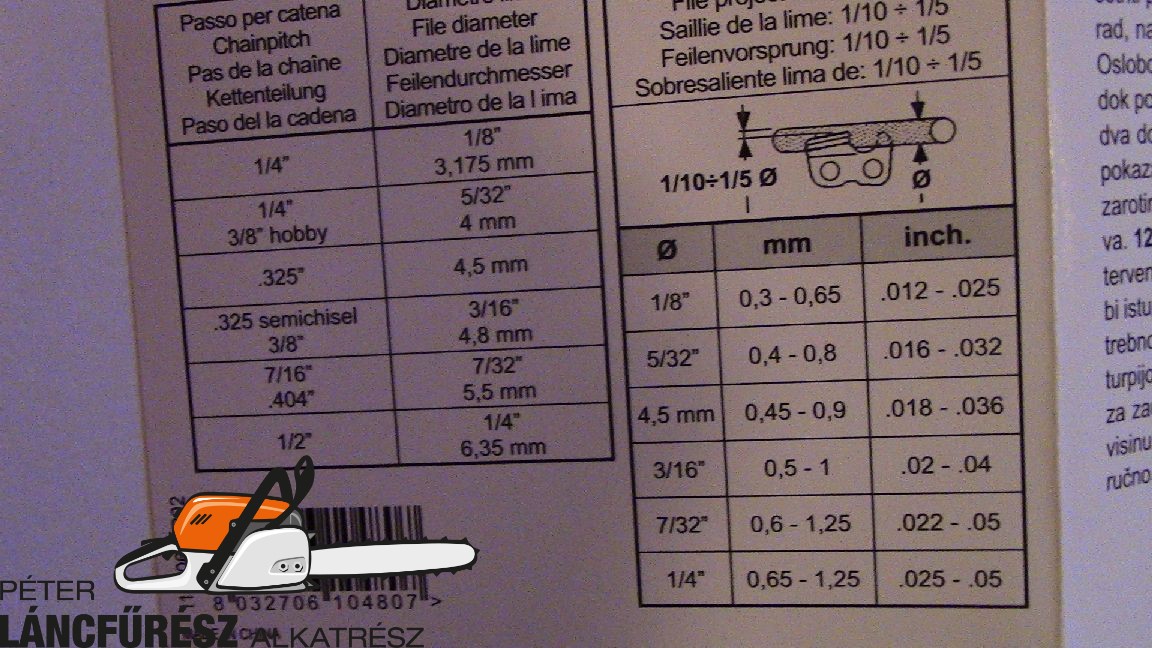 Passo per catena
Chainpitch
Pas de la chaîne
Kettenteilung
Paso del la cadena
File diameter
Diametre de la lime
Feilendurchmesser
Diametro de la l ima
1/4” 1/8”
3,175 mm
1/4” 5/32”
3/8” hobby 4 mm
.325” 4,5 mm
.325 semichisel 3/16”
3/8” 4,8 mm
7/16” 7/32”
.404” 5,5 mm
1/2” 1/4”
6,35 mm
Saillie de la lime: 1/10 ÷ 1/5
Feilenvorsprung: 1/10 ÷ 1/5
Sobresaliente lima de: 1/10 ÷ 1/5
1/10÷1/5 Ø Ø
Ø mm inch.
1/8” 0,3 - 0,65 .012 - .025
5/32” 0,4 - 0,8 .016 - .032
4,5 mm 0,45 - 0,9 .018 - .036
3/16” 0,5 - 1 .02 - .04
7/32” 0,6 - 1,25 .022 - .05
1/4” 0,65 - 1,25 .025 - .05
rad,
Oslobo
dok
dva
pokaz
zarotir
va. 12
terven
bi istu
trebno
turpijo
za
visinu
ručno
8 032706 104807 >
PÉTER
LÁNCFŰRÉSZ ALKATRÉSZ